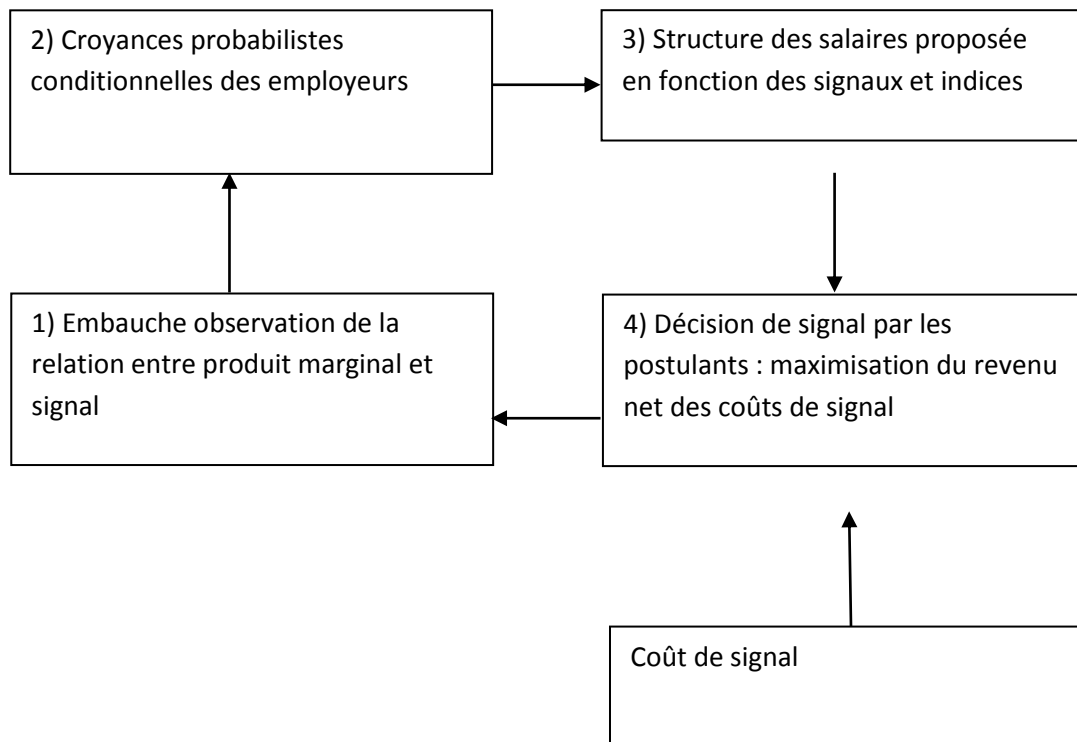 2) Croyances probabilistes
conditionnelles des employeurs
3) Structure des salaires proposée
en fonction des signaux et indices
1) Embauche observation de la
relation entre produit marginal et
signal
4) Décision de signal par les
postulants : maximisation du revenu
net des coûts de signal
Coût de signal